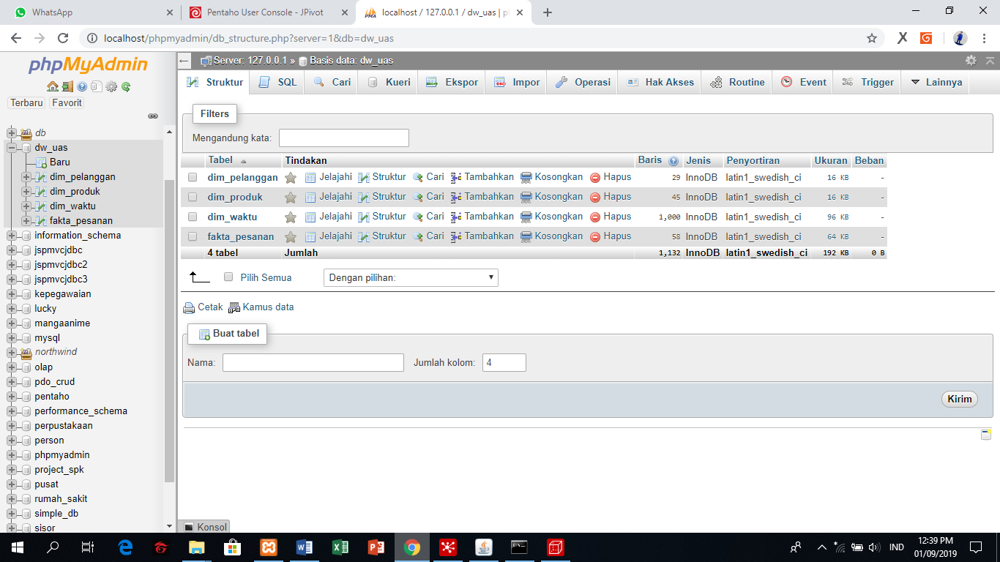 WhatsApp
Pentaho User Console - JPivot
localhost / 127.0.0.1 / dw_uas | p
localhost/phpmyadmin/db_structure.php?server=1&db=dw_uas
phpMyAdmin
Terbaru Favorit
db
dw_uas
Baru
dim_pelanggan
dim_produk
dim_waktu
fakta_pesanan
information_schema
jspmvcjdbc
jspmvcjdbc2
jspmvcjdbc3
kepegawaian
lucky
mangaanime
mysql
northwind
olap
pdo_crud
pentaho
performance_schema
perpustakaan
person
phpmyadmin
project_spk
pusat
rumah_sakit
simple_db
sisor
Server: 127.0.0.1 » Basis data: dw_uas
Struktur SQL Cari Kueri Ekspor Impor Operasi Hak Akses Routine Event Trigger Lainnya
Filters
Mengandung kata:
Tabel Tindakan Baris Jenis Penyortiran Ukuran Beban
dim_pelanggan Jelajahi Struktur Cari Tambahkan Kosongkan Hapus 29 InnoDB latin1_swedish_ci 16 KB -
dim_produk Jelajahi Struktur Cari Tambahkan Kosongkan Hapus 45 InnoDB latin1_swedish_ci 16 KB -
dim_waktu Jelajahi Struktur Cari Tambahkan Kosongkan Hapus 1,000 InnoDB latin1_swedish_ci 96 KB -
fakta_pesanan Jelajahi Struktur Cari Tambahkan Kosongkan Hapus 58 InnoDB latin1_swedish_ci 64 KB -
4 tabel Jumlah 1,132 InnoDB latin1_swedish_ci 192 KB 0 B
Pilih Semua Dengan pilihan:
Cetak Kamus data
Buat tabel
Nama: Jumlah kolom: 4
Kirim
Konsol
IND
12:39 PM
01/09/2019